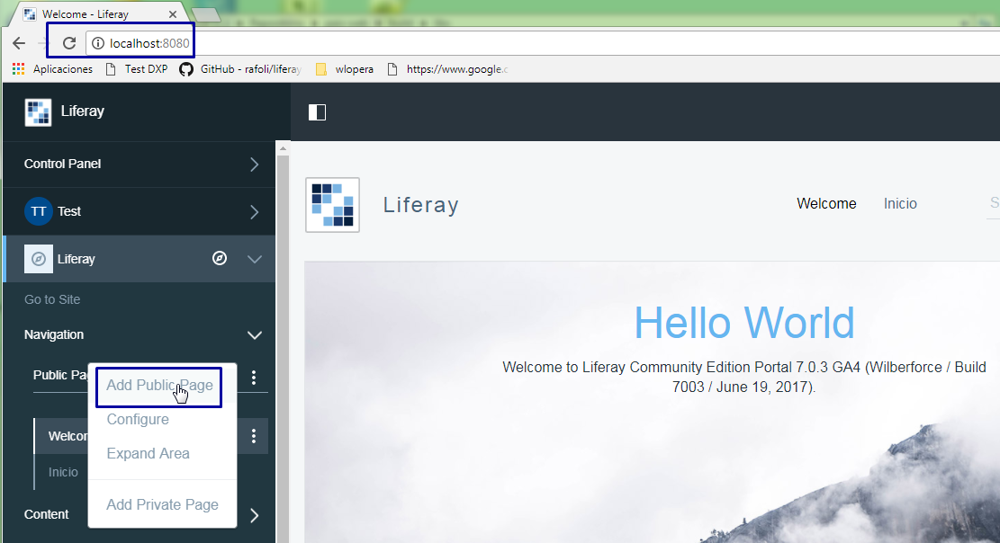 Welcome - Liferay
localhost:8080
Aplicaciones Test DXP GitHub - rafoli/liferay wlopera https://www.google.c
Liferay
Control Panel
TT Test
Liferay
Go to Site
Navigation
Public Pa
Add Public Page
Configure
Expand Area
Add Private Page
Welcor
Inicio
Content
Liferay
Welcome Inicio S
Hello World
Welcome to Liferay Community Edition Portal 7.0.3 GA4 (Wilberforce / Build
7003 / June 19, 2017).